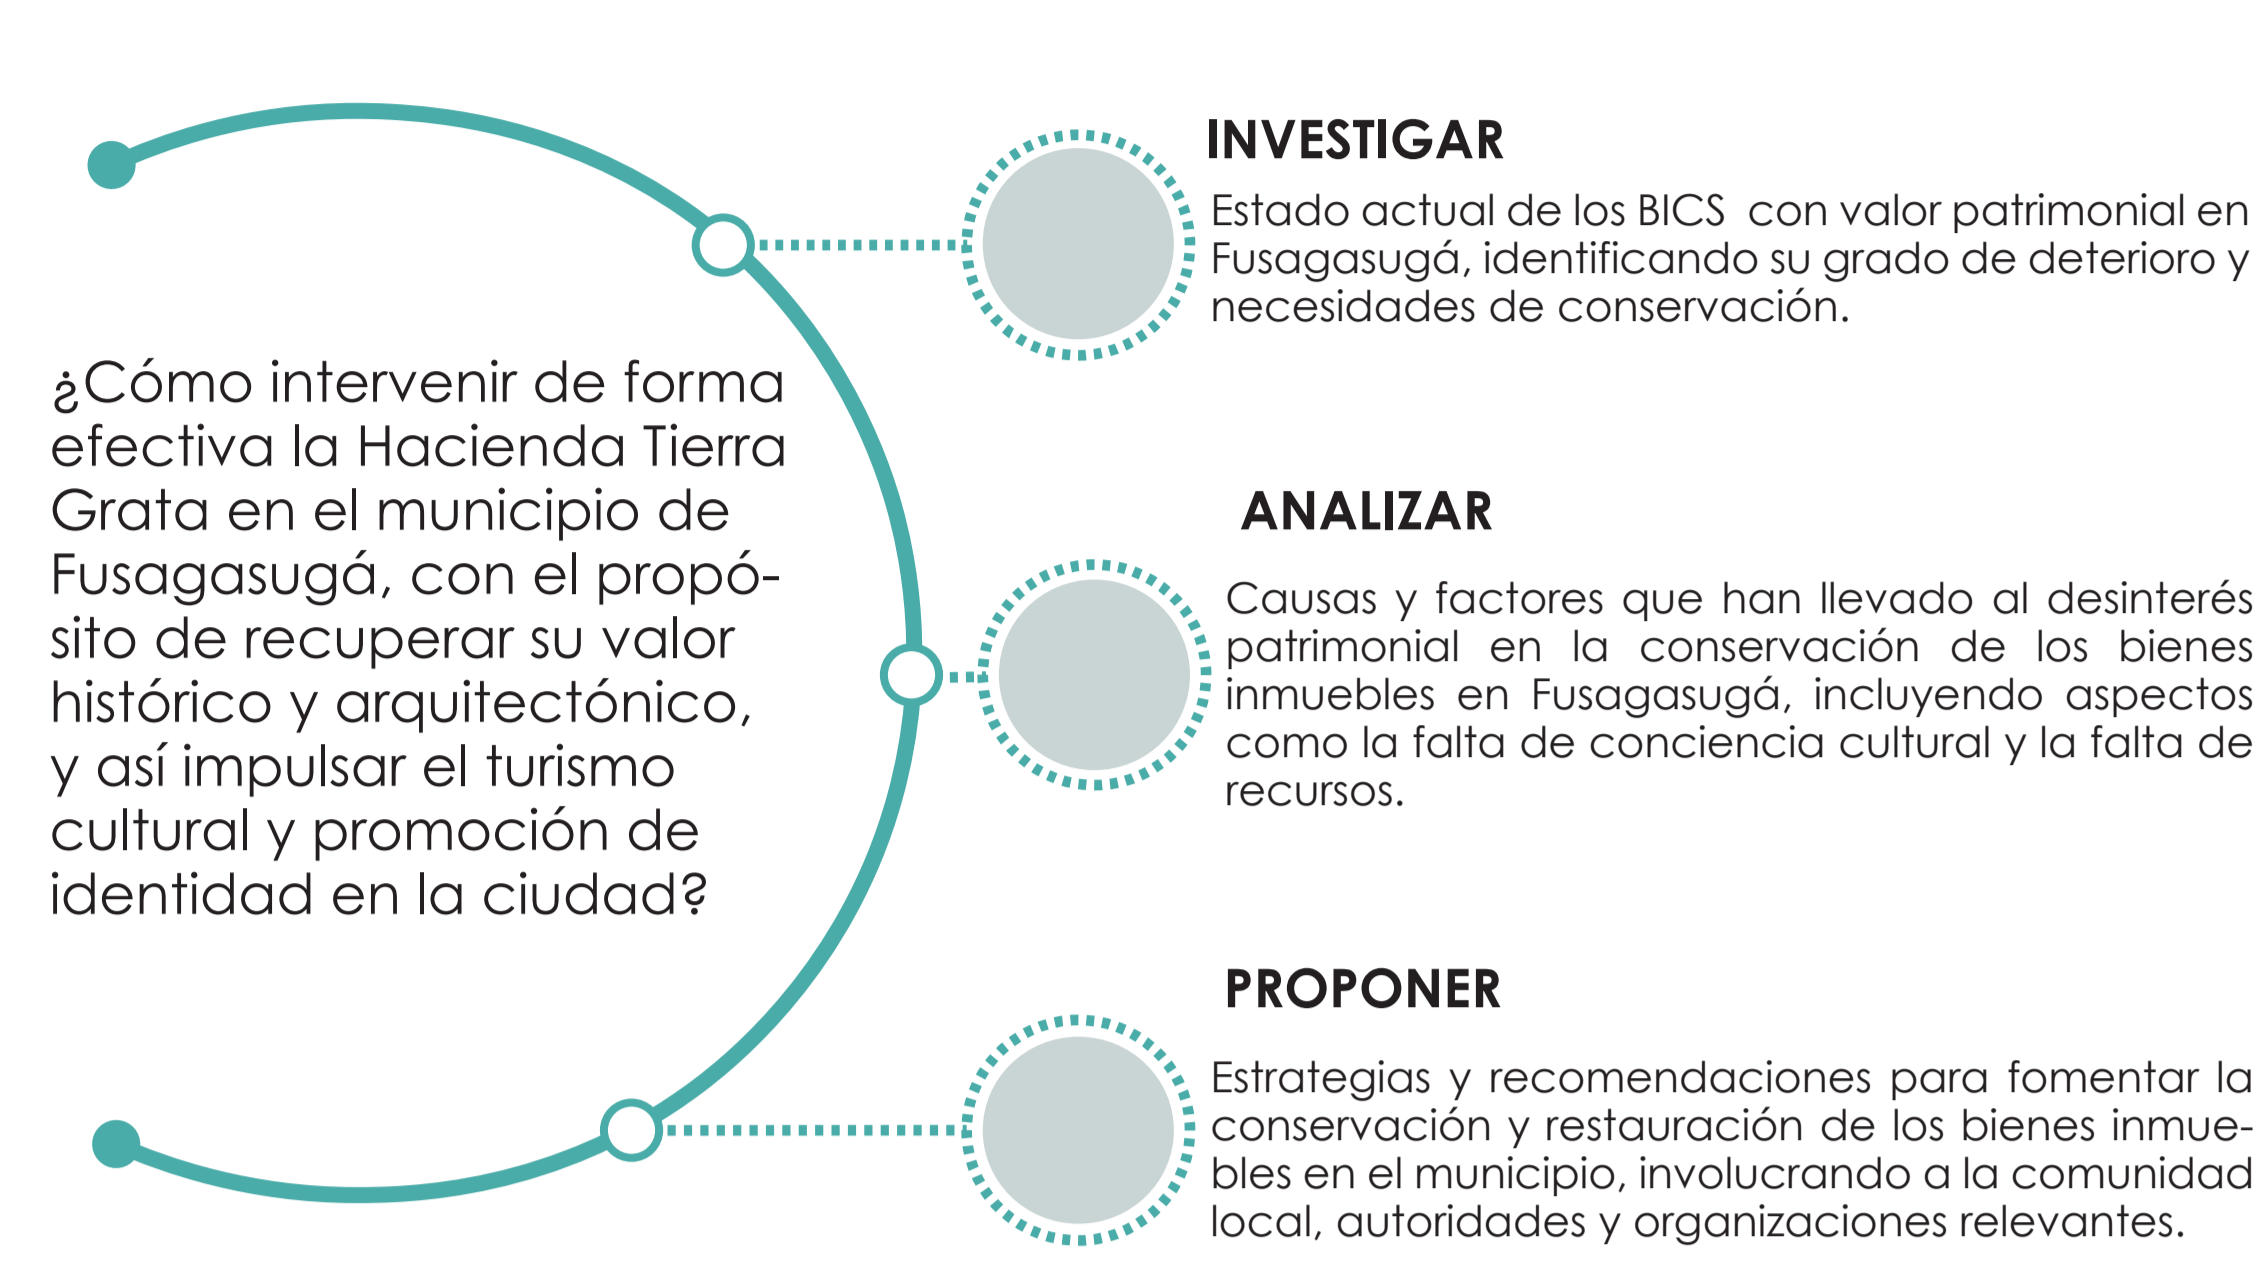 ¿Cómo intervenir de forma
efectiva la Hacienda Tierra
Grata en el municipio de
Fusagasugá, con el propó-
sito de recuperar su valor
histórico y arquitectónico,
y así impulsar el turismo
cultural y promoción de
identidad en la ciudad?
INVESTIGAR
Estado actual de los BICS  con valor patrimonial en
Fusagasugá, identificando su grado de deterioro y
necesidades de conservación.
ANALIZAR
Causas y factores que han llevado al desinterés
patrimonial en la conservación de los bienes
inmuebles en Fusagasugá, incluyendo aspectos
como la falta de conciencia cultural y la falta de
recursos.
PROPONER
Estrategias y recomendaciones para fomentar la
conservación y restauración de los bienes inmue-
bles en el municipio, involucrando a la comunidad
local, autoridades y organizaciones relevantes.